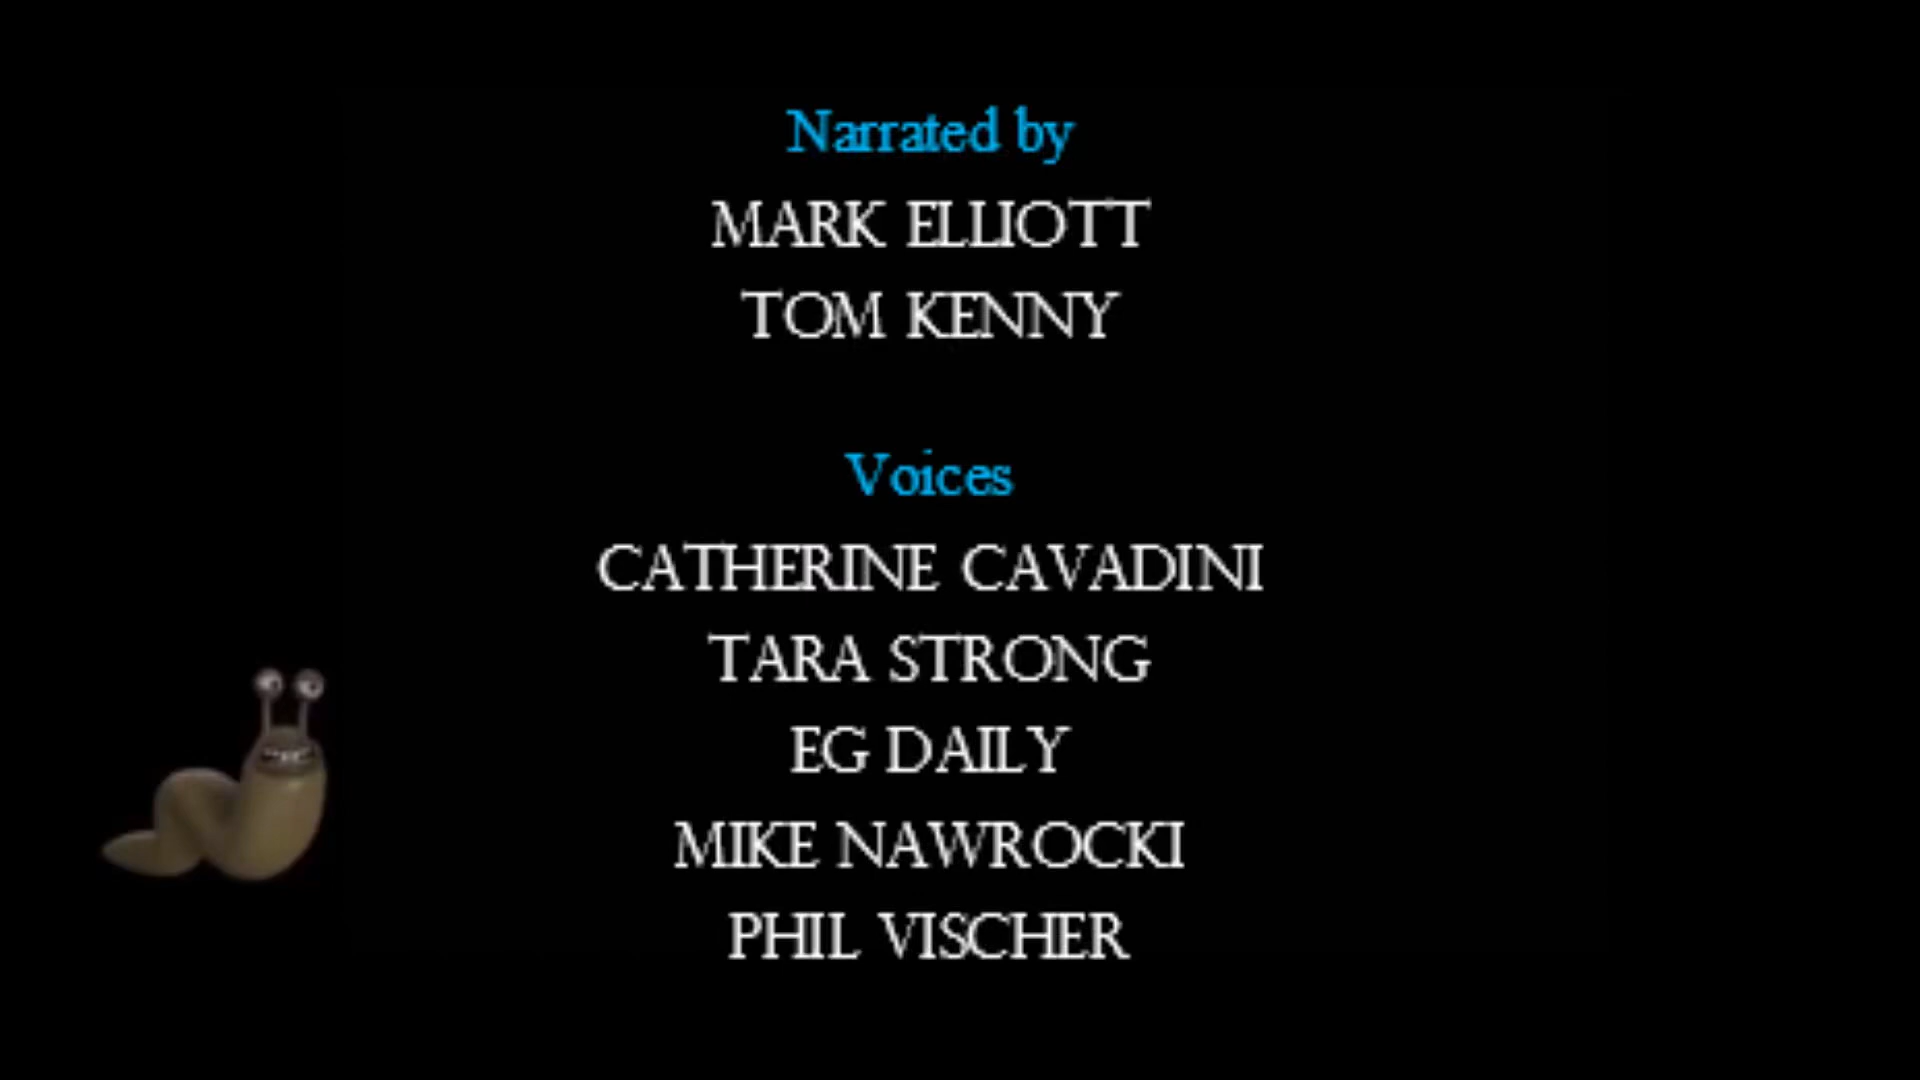 Narrated by
MARK ELLIOTT
TOM KENNY
Voices
CATHERINE CAVADINI
TARA STRONG
EG DAILY
MIKE NAWROCKI
PHIL VISCHER